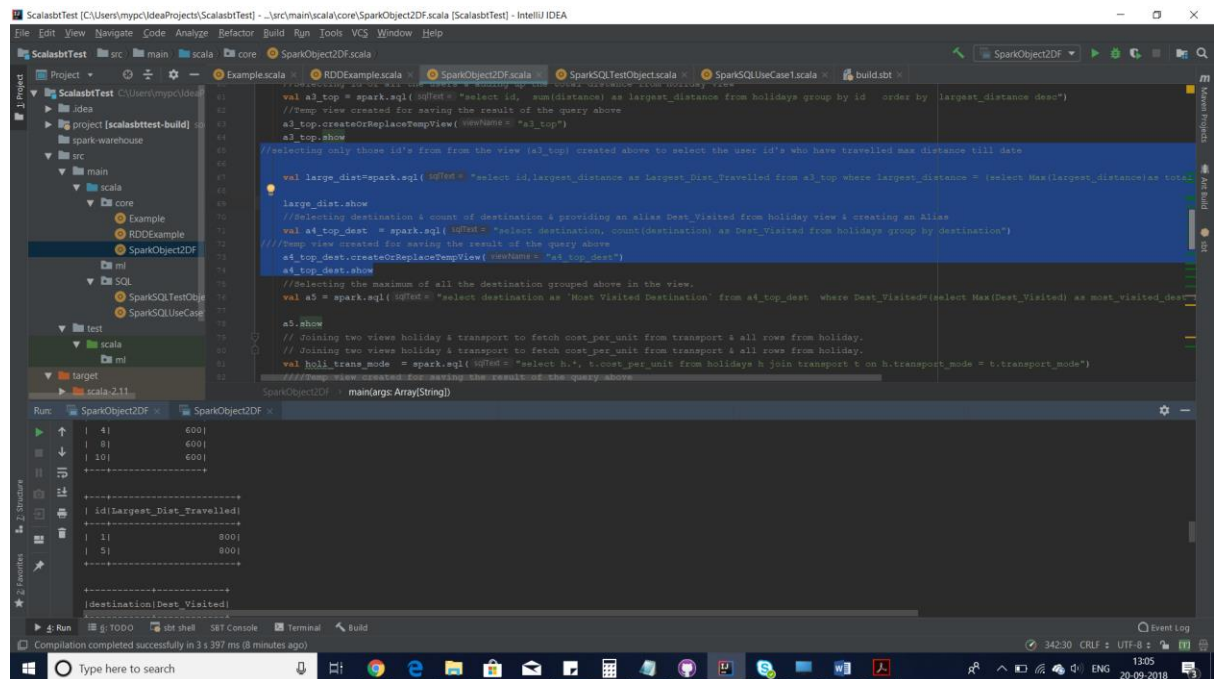 ScalasbtTest [C:\Users\mypc\IdeaProjects\ScalasbtTest] - ...\src\main\scala\core\SparkObject2DF.scala [ScalasbtTest] - IntelliJ IDEA
File Edit View Navigate Code Analyze Refactor Build Run Tools VCS Window Help
ScalasbtTest src main scala core SparkObject2DF.scala SparkObject2DF
Project Example.scala RDDExample.scala SparkObject2DF.scala SparkSQLTestObject.scala SparkSQLUseCase1.scala build.sbt
1: Project
ScalasbtTest C:\Users\mypc\IdeaP
.idea
project [scalasbttest-build]
spark-warehouse
src
main
scala
core
Example
RDDExample
SparkObject2DF
ml
SQL
SparkSQLTestObje
SparkSQLUseCase
test
scala
ml
target
scala-2.11
val a3_top = spark.sql( sqlText = "select id, sum(distance) as largest_distance from holidays group by id order by largest_distance desc")
//Temp view created for saving the result of the query above
a3_top.createOrReplaceTempView( viewName = "a3_top")
a3_top.show
//selecting only those id's from from the view (a3_top) created above to select the user id's who have travelled max distance till date
val large_dist=spark.sql( sqlText = "select id,largest_distance as Largest_Dist_Travelled from a3_top where largest_distance = (select Max(largest_distance)as total
large_dist.show
//Selecting destination & count of destination & providing an alias Dest_Visited from holiday view & creating an Alias
val a4_top_dest = spark.sql( sqlText = "select destination, count(destination) as Dest_Visited from holidays group by destination")
////Temp view created for saving the result of the query above
a4_top_dest.createOrReplaceTempView( viewName = "a4_top_dest")
a4_top_dest.show
//Selecting the maximum of all the destination grouped above in the view.
val a5 = spark.sql( sqlText = "select destination as `Most Visited Destination` from a4_top_dest where Dest_Visited=(select Max(Dest_Visited) as most_visited_dest
a5.show
// Joining two views holiday & transport to fetch cost_per_unit from transport & all rows from holiday.
// Joining two views holiday & transport to fetch cost_per_unit from transport & all rows from holiday.
val holi_trans_mode = spark.sql( sqlText = "select h.*, t.cost_per_unit from holidays h join transport t on h.transport_mode = t.transport_mode")
////Temp view created for saving the result of the query above
SparkObject2DF main(args: Array[String])
Maven Projects
Ant Build
sbt
Run: SparkObject2DF SparkObject2DF
| 4| 600|
| 8| 600|
| 10| 600|
+---+----------------+
+---+----------------------+
| id|Largest_Dist_Travelled|
+---+----------------------+
| 1| 800|
| 5| 800|
+---+----------------------+
+-----------+------------+
|destination|Dest_Visited|
Z: Structure
2: Favorites
4: Run 6: TODO sbt shell SBT Console Terminal Build Event Log
Compilation completed successfully in 3 s 397 ms (8 minutes ago) 342:30 CRLF UTF-8
Type here to search ENG 13:05
20-09-2018